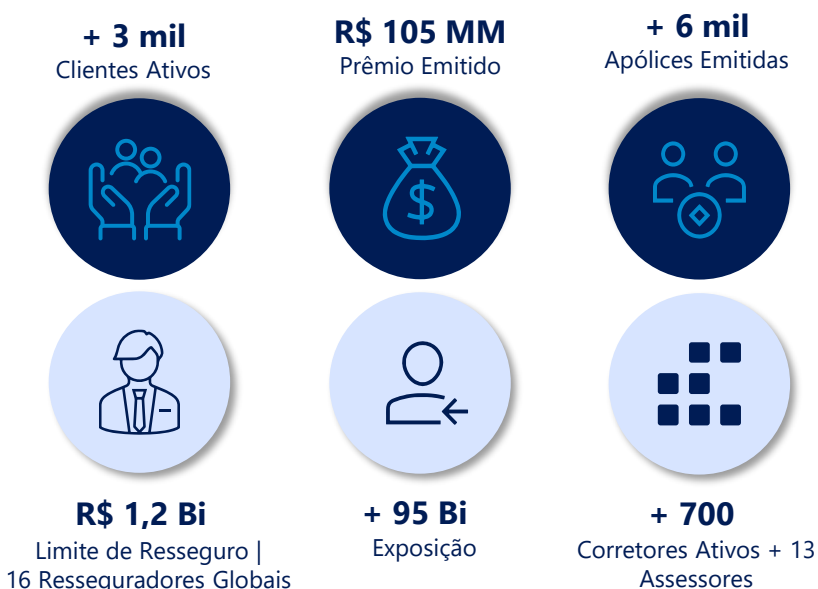 + 3 mil
Clientes Ativos
R$ 105 MM
Prêmio Emitido
+ 6 mil
Apólices Emitidas
$
R$ 1,2 Bi
Limite de Resseguro |
16 Resseguradores Globais
+ 95 Bi
Exposição
+ 700
Corretores Ativos + 13
Assessores